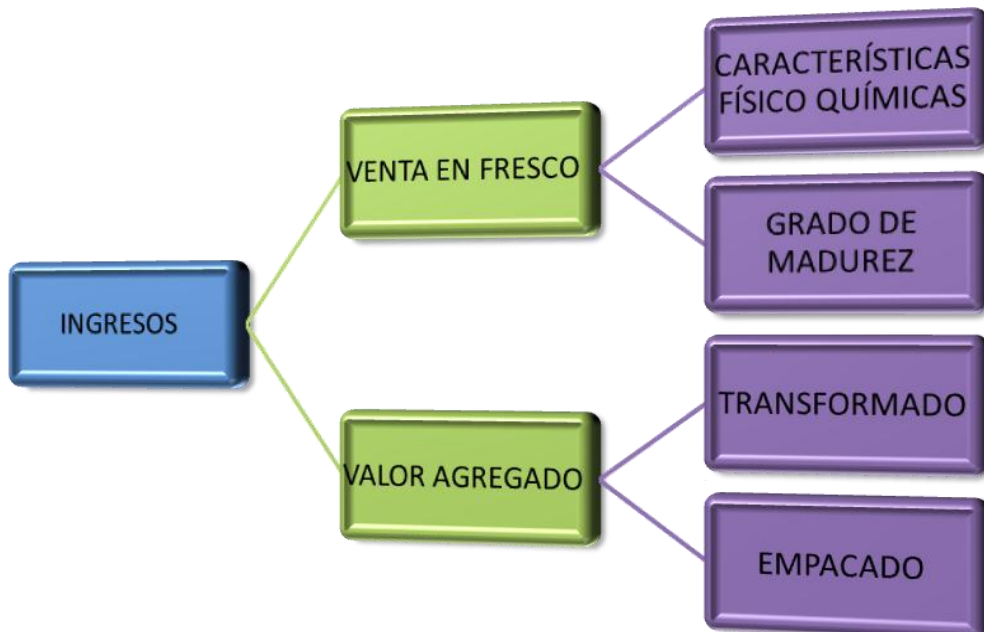 INGRESOS
VENTA EN FRESCO
CARACTERÍSTICAS
FÍSICO QUÍMICAS
GRADO DE
MADUREZ
VALOR AGREGADO
TRANSFORMADO
EMPACADO